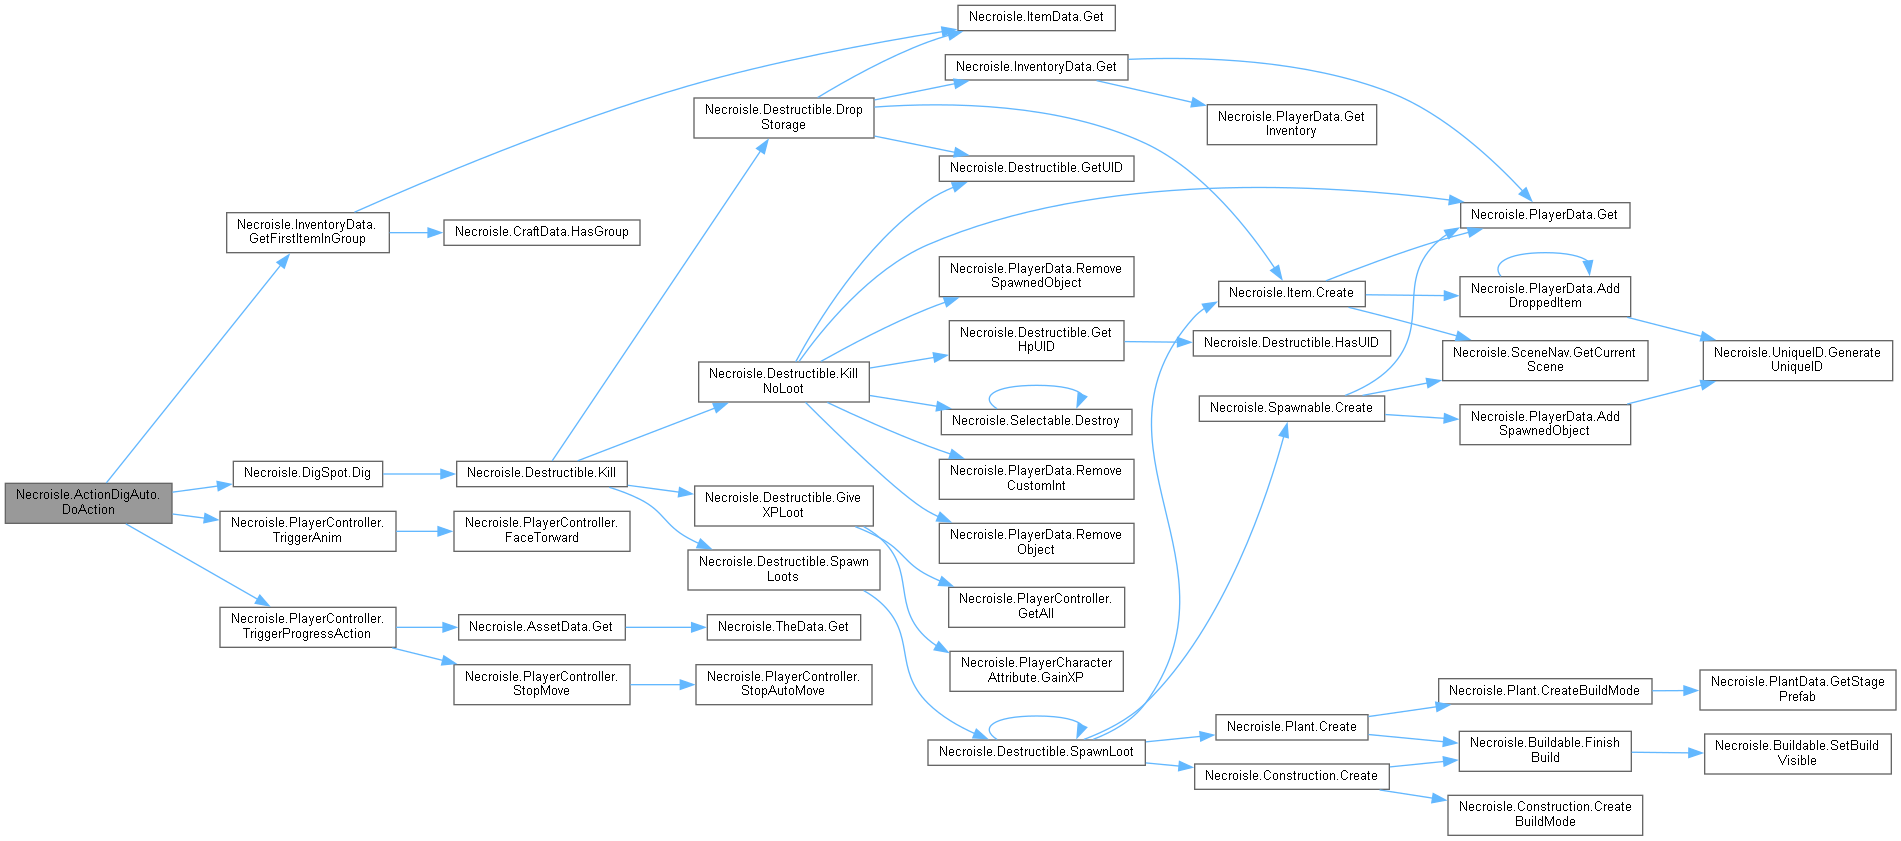 Necroisle.ActionDigAuto.
DoAction
Necroisle.InventoryData.
GetFirstItemInGroup
Necroisle.DigSpot.Dig
Necroisle.PlayerController.
TriggerAnim
Necroisle.PlayerController.
TriggerProgressAction
Necroisle.CraftData.HasGroup
Necroisle.Destructible.Kill
Necroisle.PlayerController.
FaceTorward
Necroisle.AssetData.Get
Necroisle.PlayerController.
StopMove
Necroisle.Destructible.Drop
Storage
Necroisle.Destructible.Kill
NoLoot
Necroisle.Destructible.Give
XPLoot
Necroisle.Destructible.Spawn
Loots
Necroisle.TheData.Get
Necroisle.PlayerController.
StopAutoMove
Necroisle.ItemData.Get
Necroisle.InventoryData.Get
Necroisle.Destructible.GetUID
Necroisle.PlayerData.Remove
SpawnedObject
Necroisle.Destructible.Get
HpUID
Necroisle.Selectable.Destroy
Necroisle.PlayerData.Remove
CustomInt
Necroisle.PlayerData.Remove
Object
Necroisle.PlayerController.
GetAll
Necroisle.PlayerCharacter
Attribute.GainXP
Necroisle.Destructible.SpawnLoot
Necroisle.PlayerData.Get
Inventory
Necroisle.Item.Create
Necroisle.Destructible.HasUID
Necroisle.Spawnable.Create
Necroisle.Plant.Create
Necroisle.Construction.Create
Necroisle.PlayerData.Get
Necroisle.PlayerData.Add
DroppedItem
Necroisle.SceneNav.GetCurrent
Scene
Necroisle.PlayerData.Add
SpawnedObject
Necroisle.Plant.CreateBuildMode
Necroisle.Buildable.Finish
Build
Necroisle.Construction.Create
BuildMode
Necroisle.UniqueID.Generate
UniqueID
Necroisle.PlantData.GetStage
Prefab
Necroisle.Buildable.SetBuild
Visible